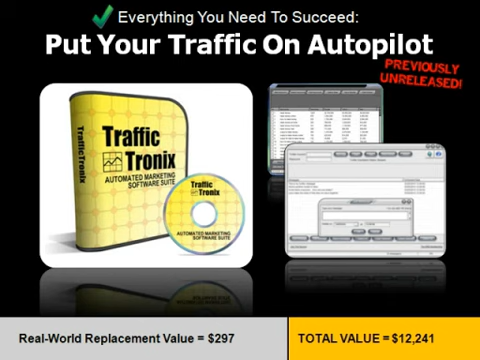 Everything You Need To Succeed:
Put Your Traffic On Autopilot
PREVIOUSLY
UNRELEASED!
TrafficTronix
Traffic
Tronix
AUTOMATED MARKETING
SOFTWARE SUITE
Traffic
Tronix
AUTOMATED MARKETING
SOFTWARE SUITE
Real-World Replacement Value = $297
TOTAL VALUE = $12,241